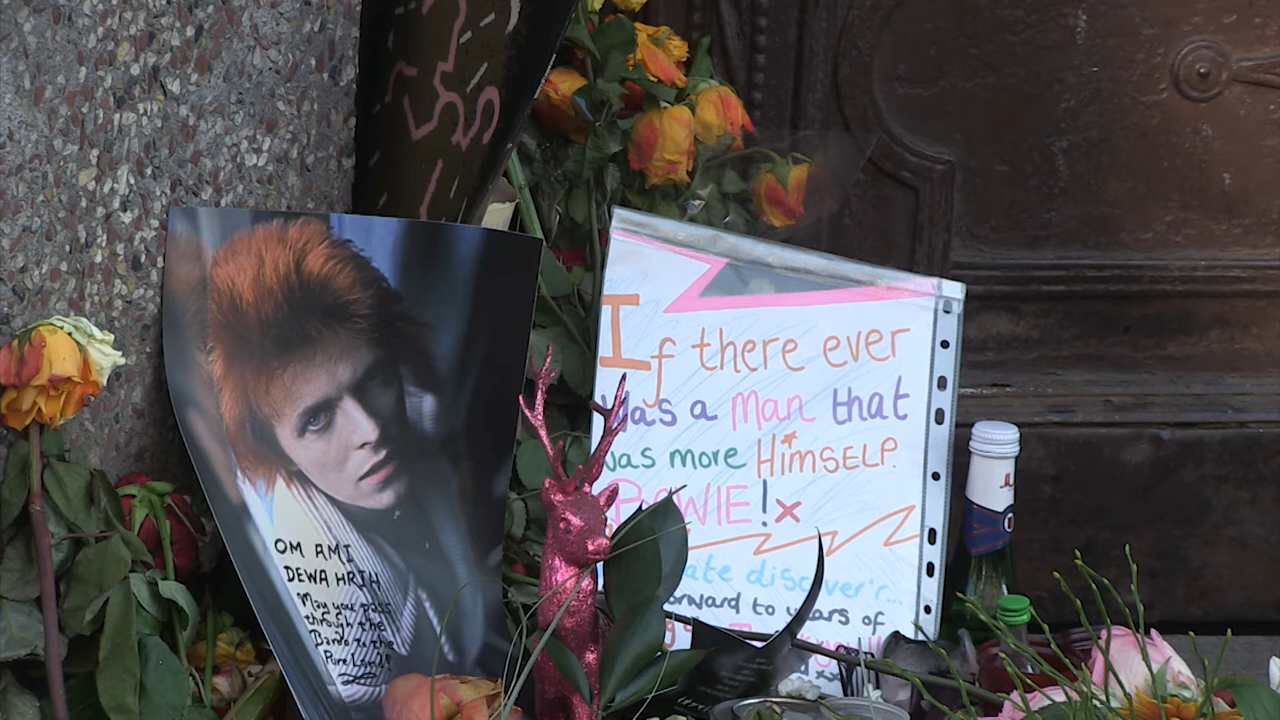 OM AMI
DEWA HRIH
May you pass
through the
Bardo to the
Pure Land!
If there ever
was a man that
was more HimSELF.
BOWIE! x
late discover'r...
forward to years of